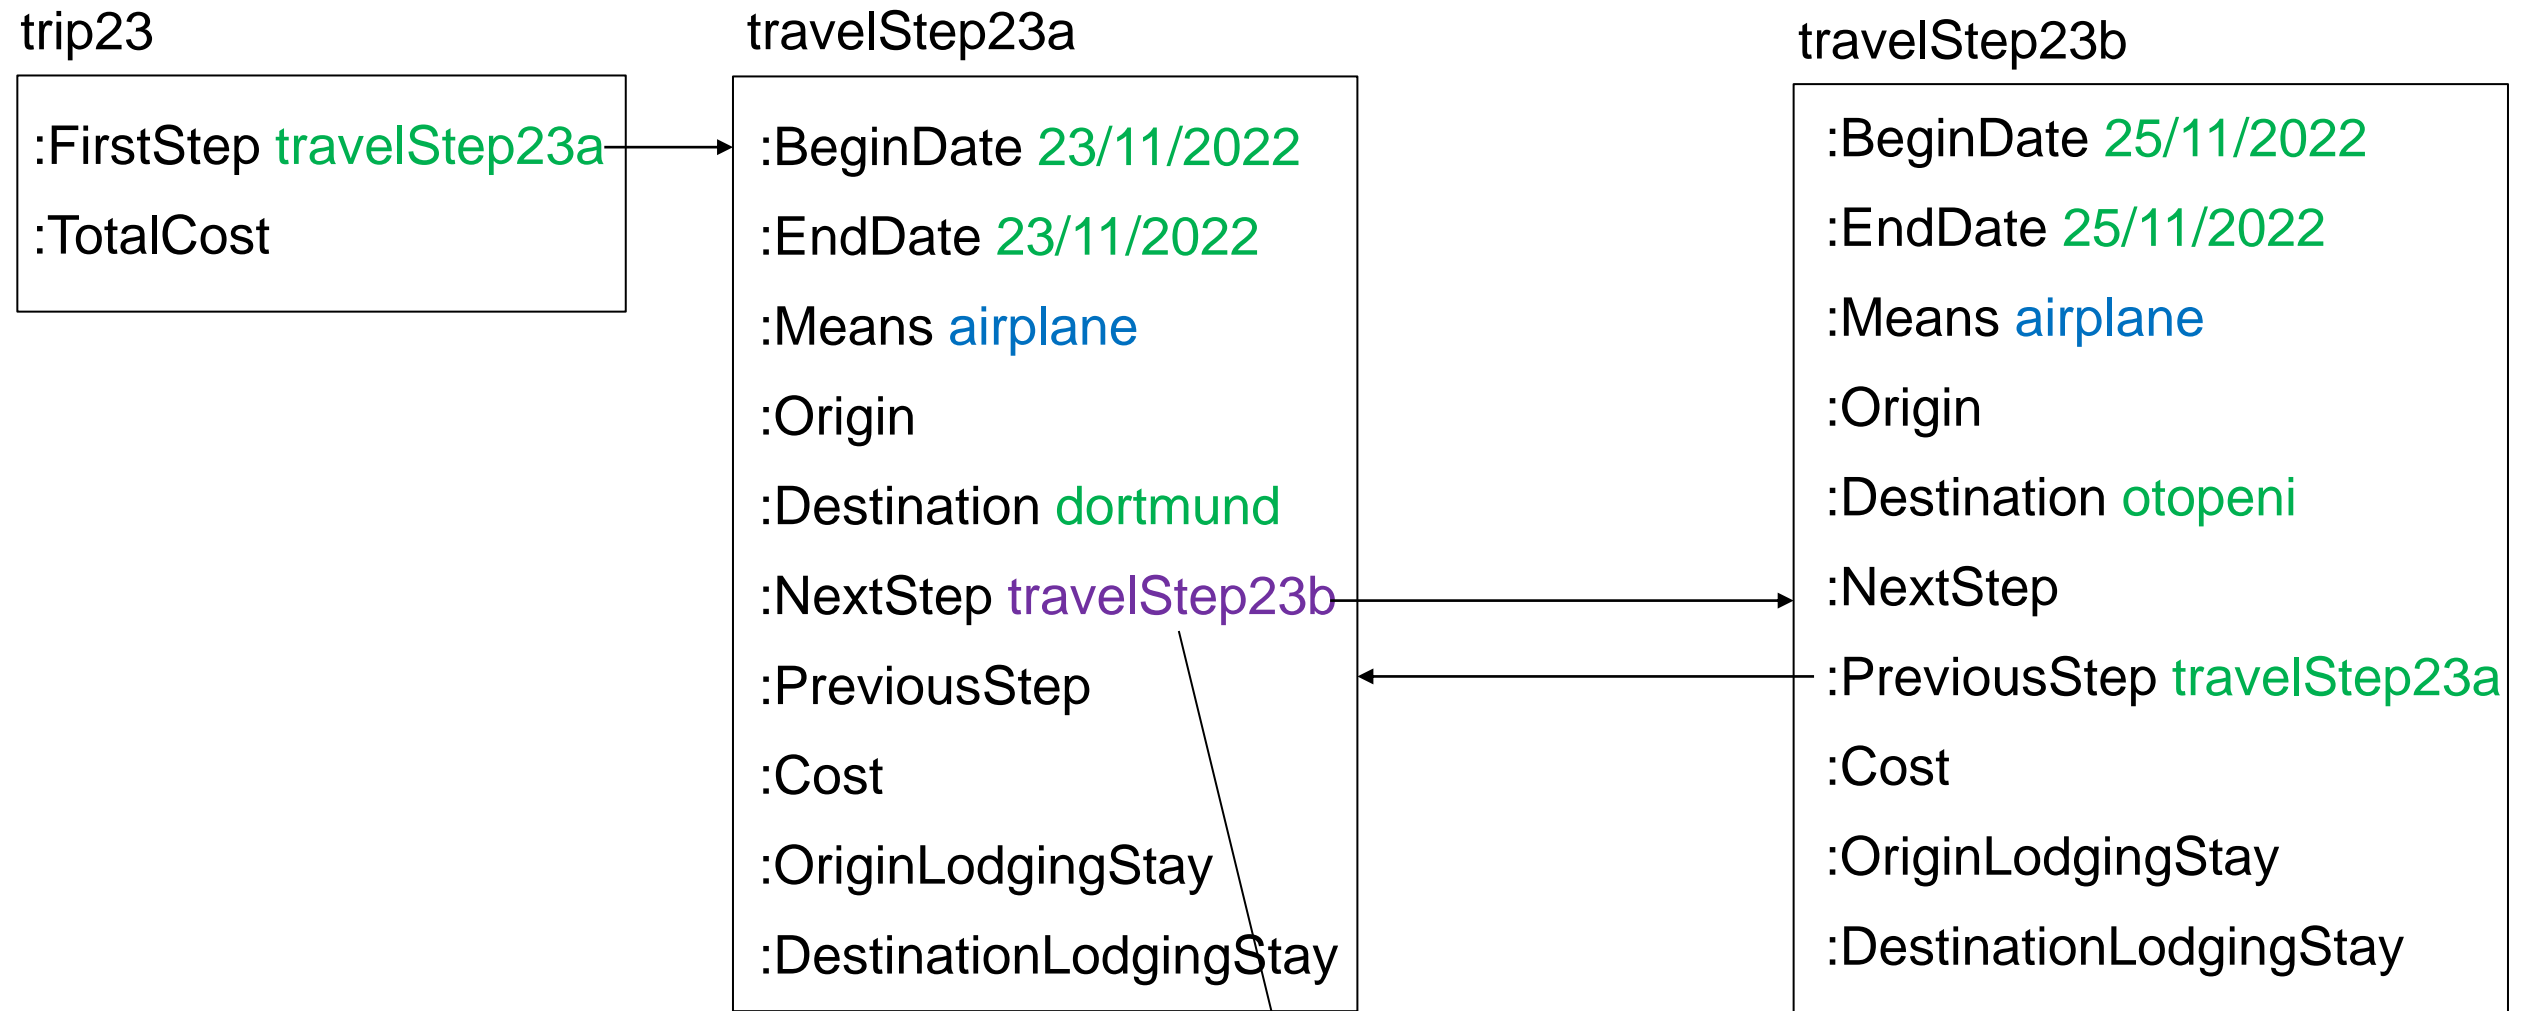 trip23
:FirstStep travelStep23a
:TotalCost
travelStep23a
:BeginDate 23/11/2022
:EndDate 23/11/2022
:Means airplane
:Origin
:Destination dortmund
:NextStep travelStep23b
:PreviousStep
:Cost
:OriginLodgingStay
:DestinationLodgingStay
travelStep23b
:BeginDate 25/11/2022
:EndDate 25/11/2022
:Means airplane
:Origin
:Destination otopeni
:NextStep
:PreviousStep travelStep23a
:Cost
:OriginLodgingStay
:DestinationLodgingStay